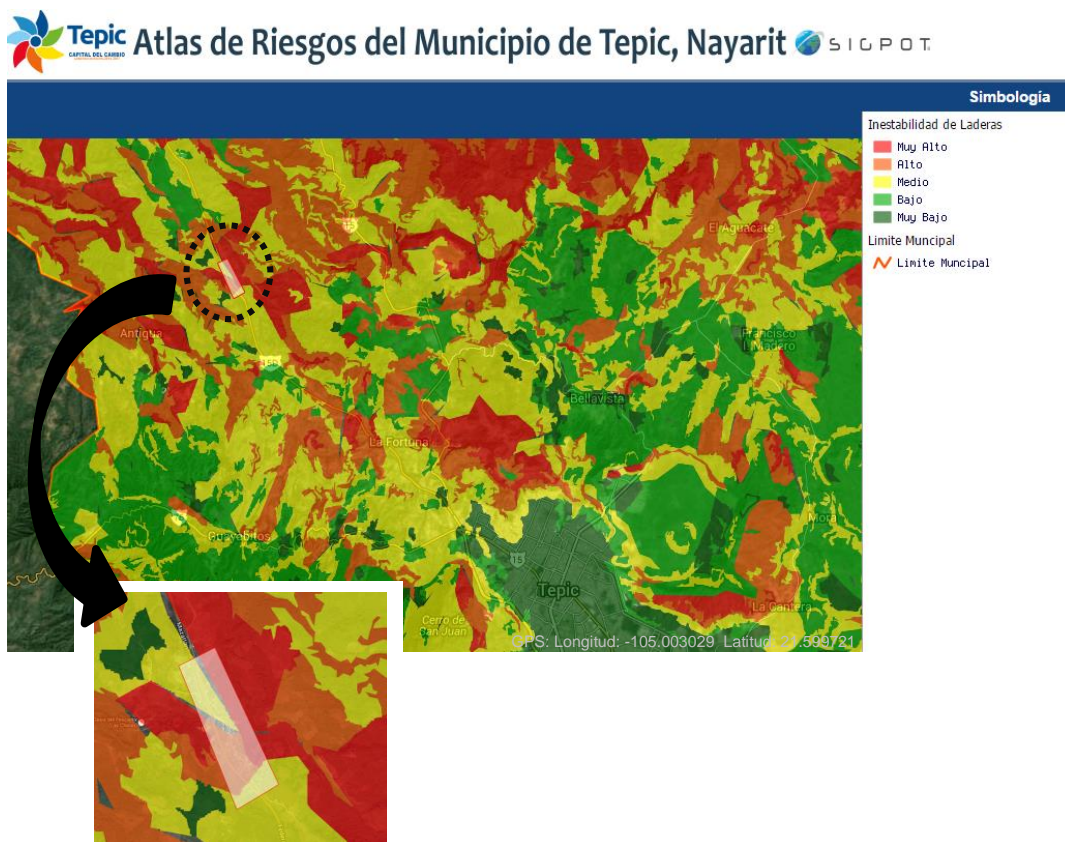 Tepic
CAPITAL DEL CAMBIO
Atlas de Riesgos del Municipio de Tepic, Nayarit
SIGPOT
Simbología
Inestabilidad de Laderas
Muy Alto
Alto
Medio
Bajo
Muy Bajo
Limite Muncipal
Limite Muncipal
El Aguacate
Antigua
Francisco
I. Madero
Bellavista
La Fortuna
Guayabitos
Mora
15
Tepic
La Cantera
Cerro de
San Juan
GPS: Longitud: -105.003029 Latitud: 21.599721